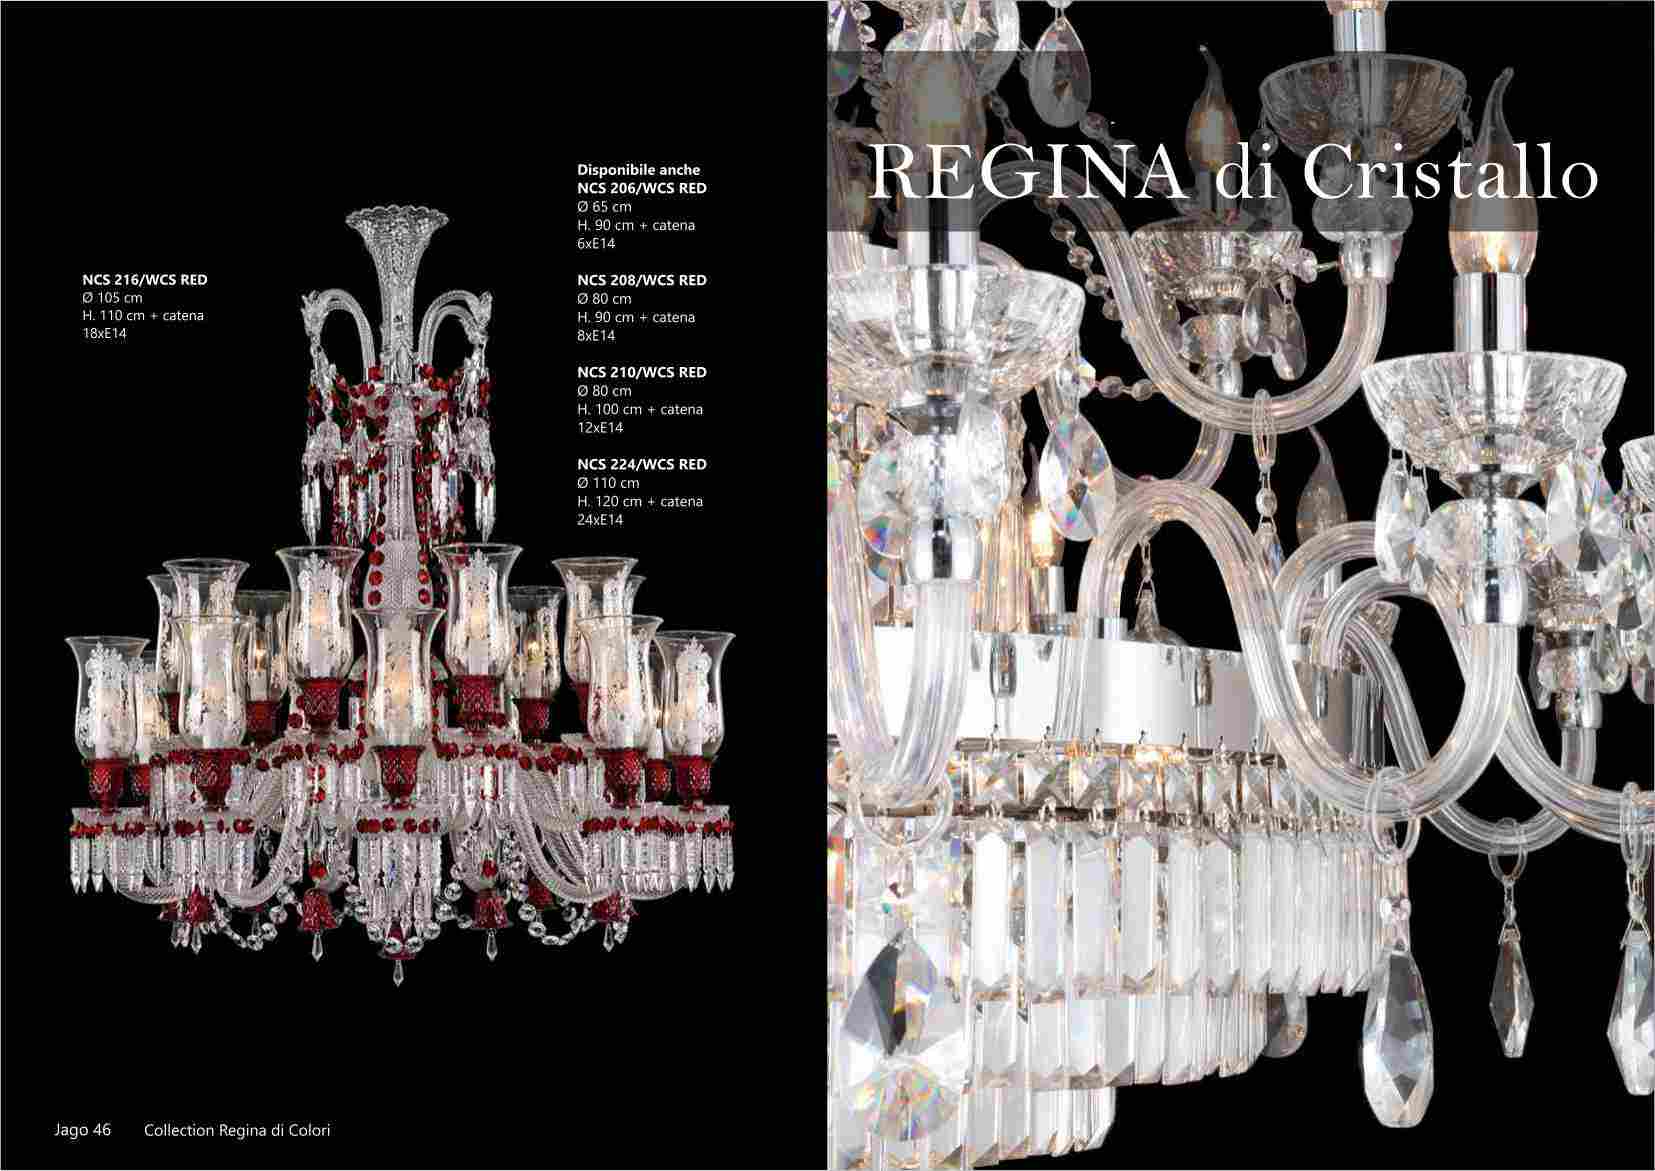 NCS 216/WCS RED
Ø 105 cm
H. 110 cm + catena
18xE14
Disponibile anche
NCS 206/WCS RED
Ø 65 cm
H. 90 cm + catena
6xE14
NCS 208/WCS RED
Ø 80 cm
H. 90 cm + catena
8xE14
NCS 210/WCS RED
Ø 80 cm
H. 100 cm + catena
12xE14
NCS 224/WCS RED
Ø 110 cm
H. 120 cm + catena
24xE14
Jago 46 Collection Regina di Colori
REGINA di Cristallo